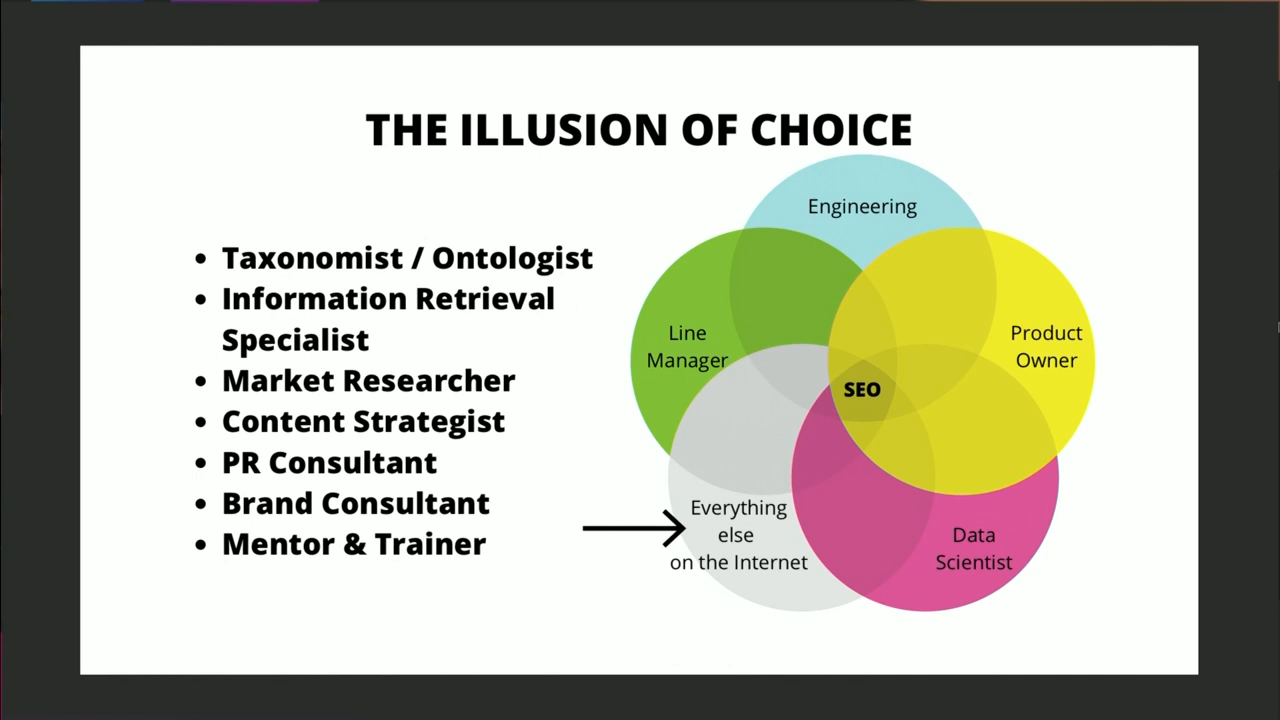 THE ILLUSION OF CHOICE
• Taxonomist / Ontologist
• Information Retrieval
Specialist
• Market Researcher
• Content Strategist
• PR Consultant
• Brand Consultant
• Mentor & Trainer
Engineering
Line
Manager
Product
Owner
SEO
Everything
else
on the Internet
Data
Scientist